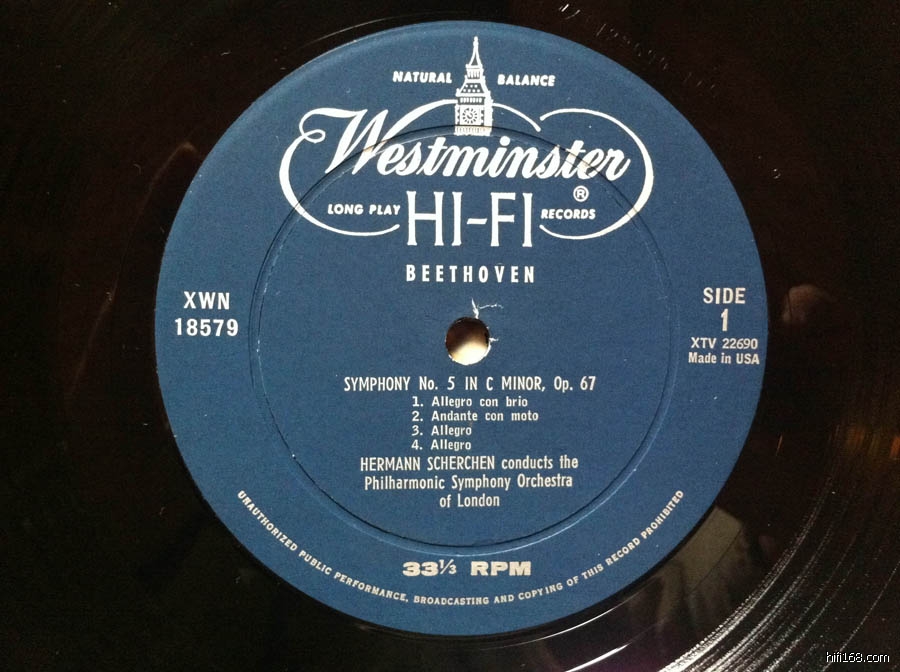 NATURAL BALANCE
Westminster ®
LONG PLAY HI-FI RECORDS
BEETHOVEN
XWN
18579
SIDE
1
XTV 22690
Made in USA
SYMPHONY No. 5 IN C MINOR, Op. 67
1. Allegro con brio
2. Andante con moto
3. Allegro
4. Allegro
HERMANN SCHERCHEN conducts the
Philharmonic Symphony Orchestra
of London
33⅓ RPM
UNAUTHORIZED PUBLIC PERFORMANCE, BROADCASTING AND COPYING OF THIS RECORD PROHIBITED
hifi168.com